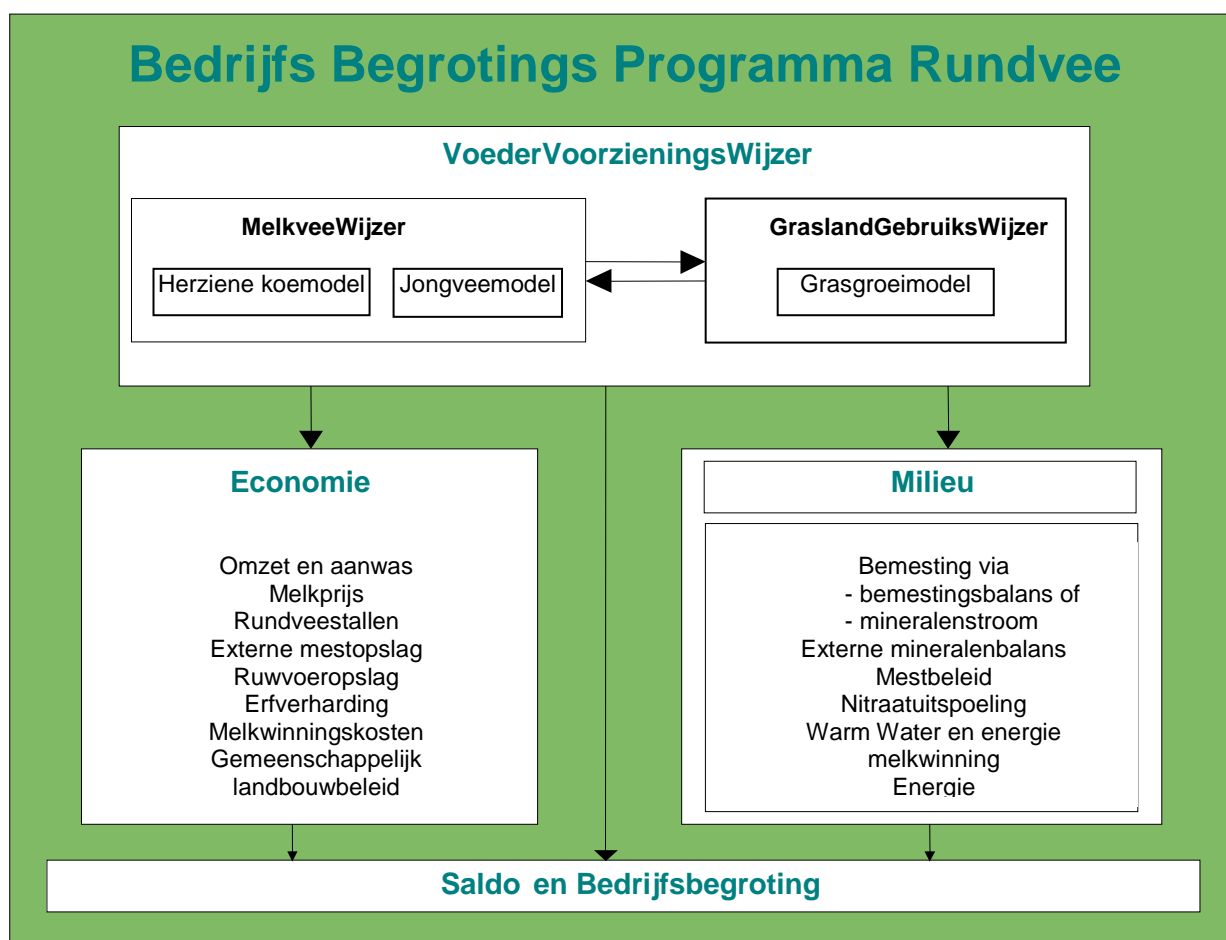 Bedrijfs Begrotings Programma Rundvee
VoederVoorzieningsWijzer
MelkveeWijzer
Herziene koemodel
Jongveemodel
GraslandGebruiksWijzer
Grasgroeimodel
Economie
Omzet en aanwas
Melkprijs
Rundveestallen
Externe mestopslag
Ruwvoeropslag
Erfverharding
Melkwinningskosten
Gemeenschappelijk
landbouwbeleid
Milieu
Bemesting via
- bemestingsbalans of
- mineralenstroom
Externe mineralenbalans
Mestbeleid
Nitraatuitspoeling
Warm Water en energie
melkwinning
Energie
Saldo en Bedrijfsbegroting